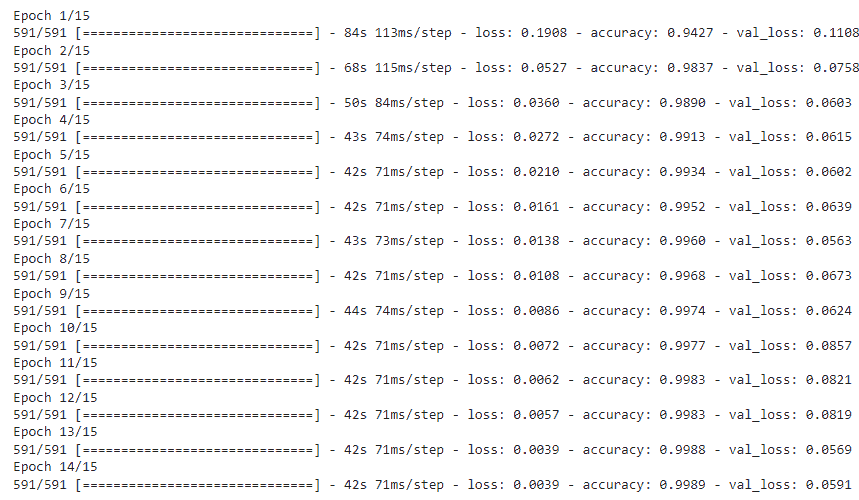 Epoch 1/15
591/591 [==============================] - 84s 113ms/step - loss: 0.1908 - accuracy: 0.9427 - val_loss: 0.1108
Epoch 2/15
591/591 [==============================] - 68s 115ms/step - loss: 0.0527 - accuracy: 0.9837 - val_loss: 0.0758
Epoch 3/15
591/591 [==============================] - 50s 84ms/step - loss: 0.0360 - accuracy: 0.9890 - val_loss: 0.0603
Epoch 4/15
591/591 [==============================] - 43s 74ms/step - loss: 0.0272 - accuracy: 0.9913 - val_loss: 0.0615
Epoch 5/15
591/591 [==============================] - 42s 71ms/step - loss: 0.0210 - accuracy: 0.9934 - val_loss: 0.0602
Epoch 6/15
591/591 [==============================] - 42s 71ms/step - loss: 0.0161 - accuracy: 0.9952 - val_loss: 0.0639
Epoch 7/15
591/591 [==============================] - 43s 73ms/step - loss: 0.0138 - accuracy: 0.9960 - val_loss: 0.0563
Epoch 8/15
591/591 [==============================] - 42s 71ms/step - loss: 0.0108 - accuracy: 0.9968 - val_loss: 0.0673
Epoch 9/15
591/591 [==============================] - 44s 74ms/step - loss: 0.0086 - accuracy: 0.9974 - val_loss: 0.0624
Epoch 10/15
591/591 [==============================] - 42s 71ms/step - loss: 0.0072 - accuracy: 0.9977 - val_loss: 0.0857
Epoch 11/15
591/591 [==============================] - 42s 71ms/step - loss: 0.0062 - accuracy: 0.9983 - val_loss: 0.0821
Epoch 12/15
591/591 [==============================] - 42s 71ms/step - loss: 0.0057 - accuracy: 0.9983 - val_loss: 0.0819
Epoch 13/15
591/591 [==============================] - 42s 71ms/step - loss: 0.0039 - accuracy: 0.9988 - val_loss: 0.0569
Epoch 14/15
591/591 [==============================] - 42s 71ms/step - loss: 0.0039 - accuracy: 0.9989 - val_loss: 0.0591